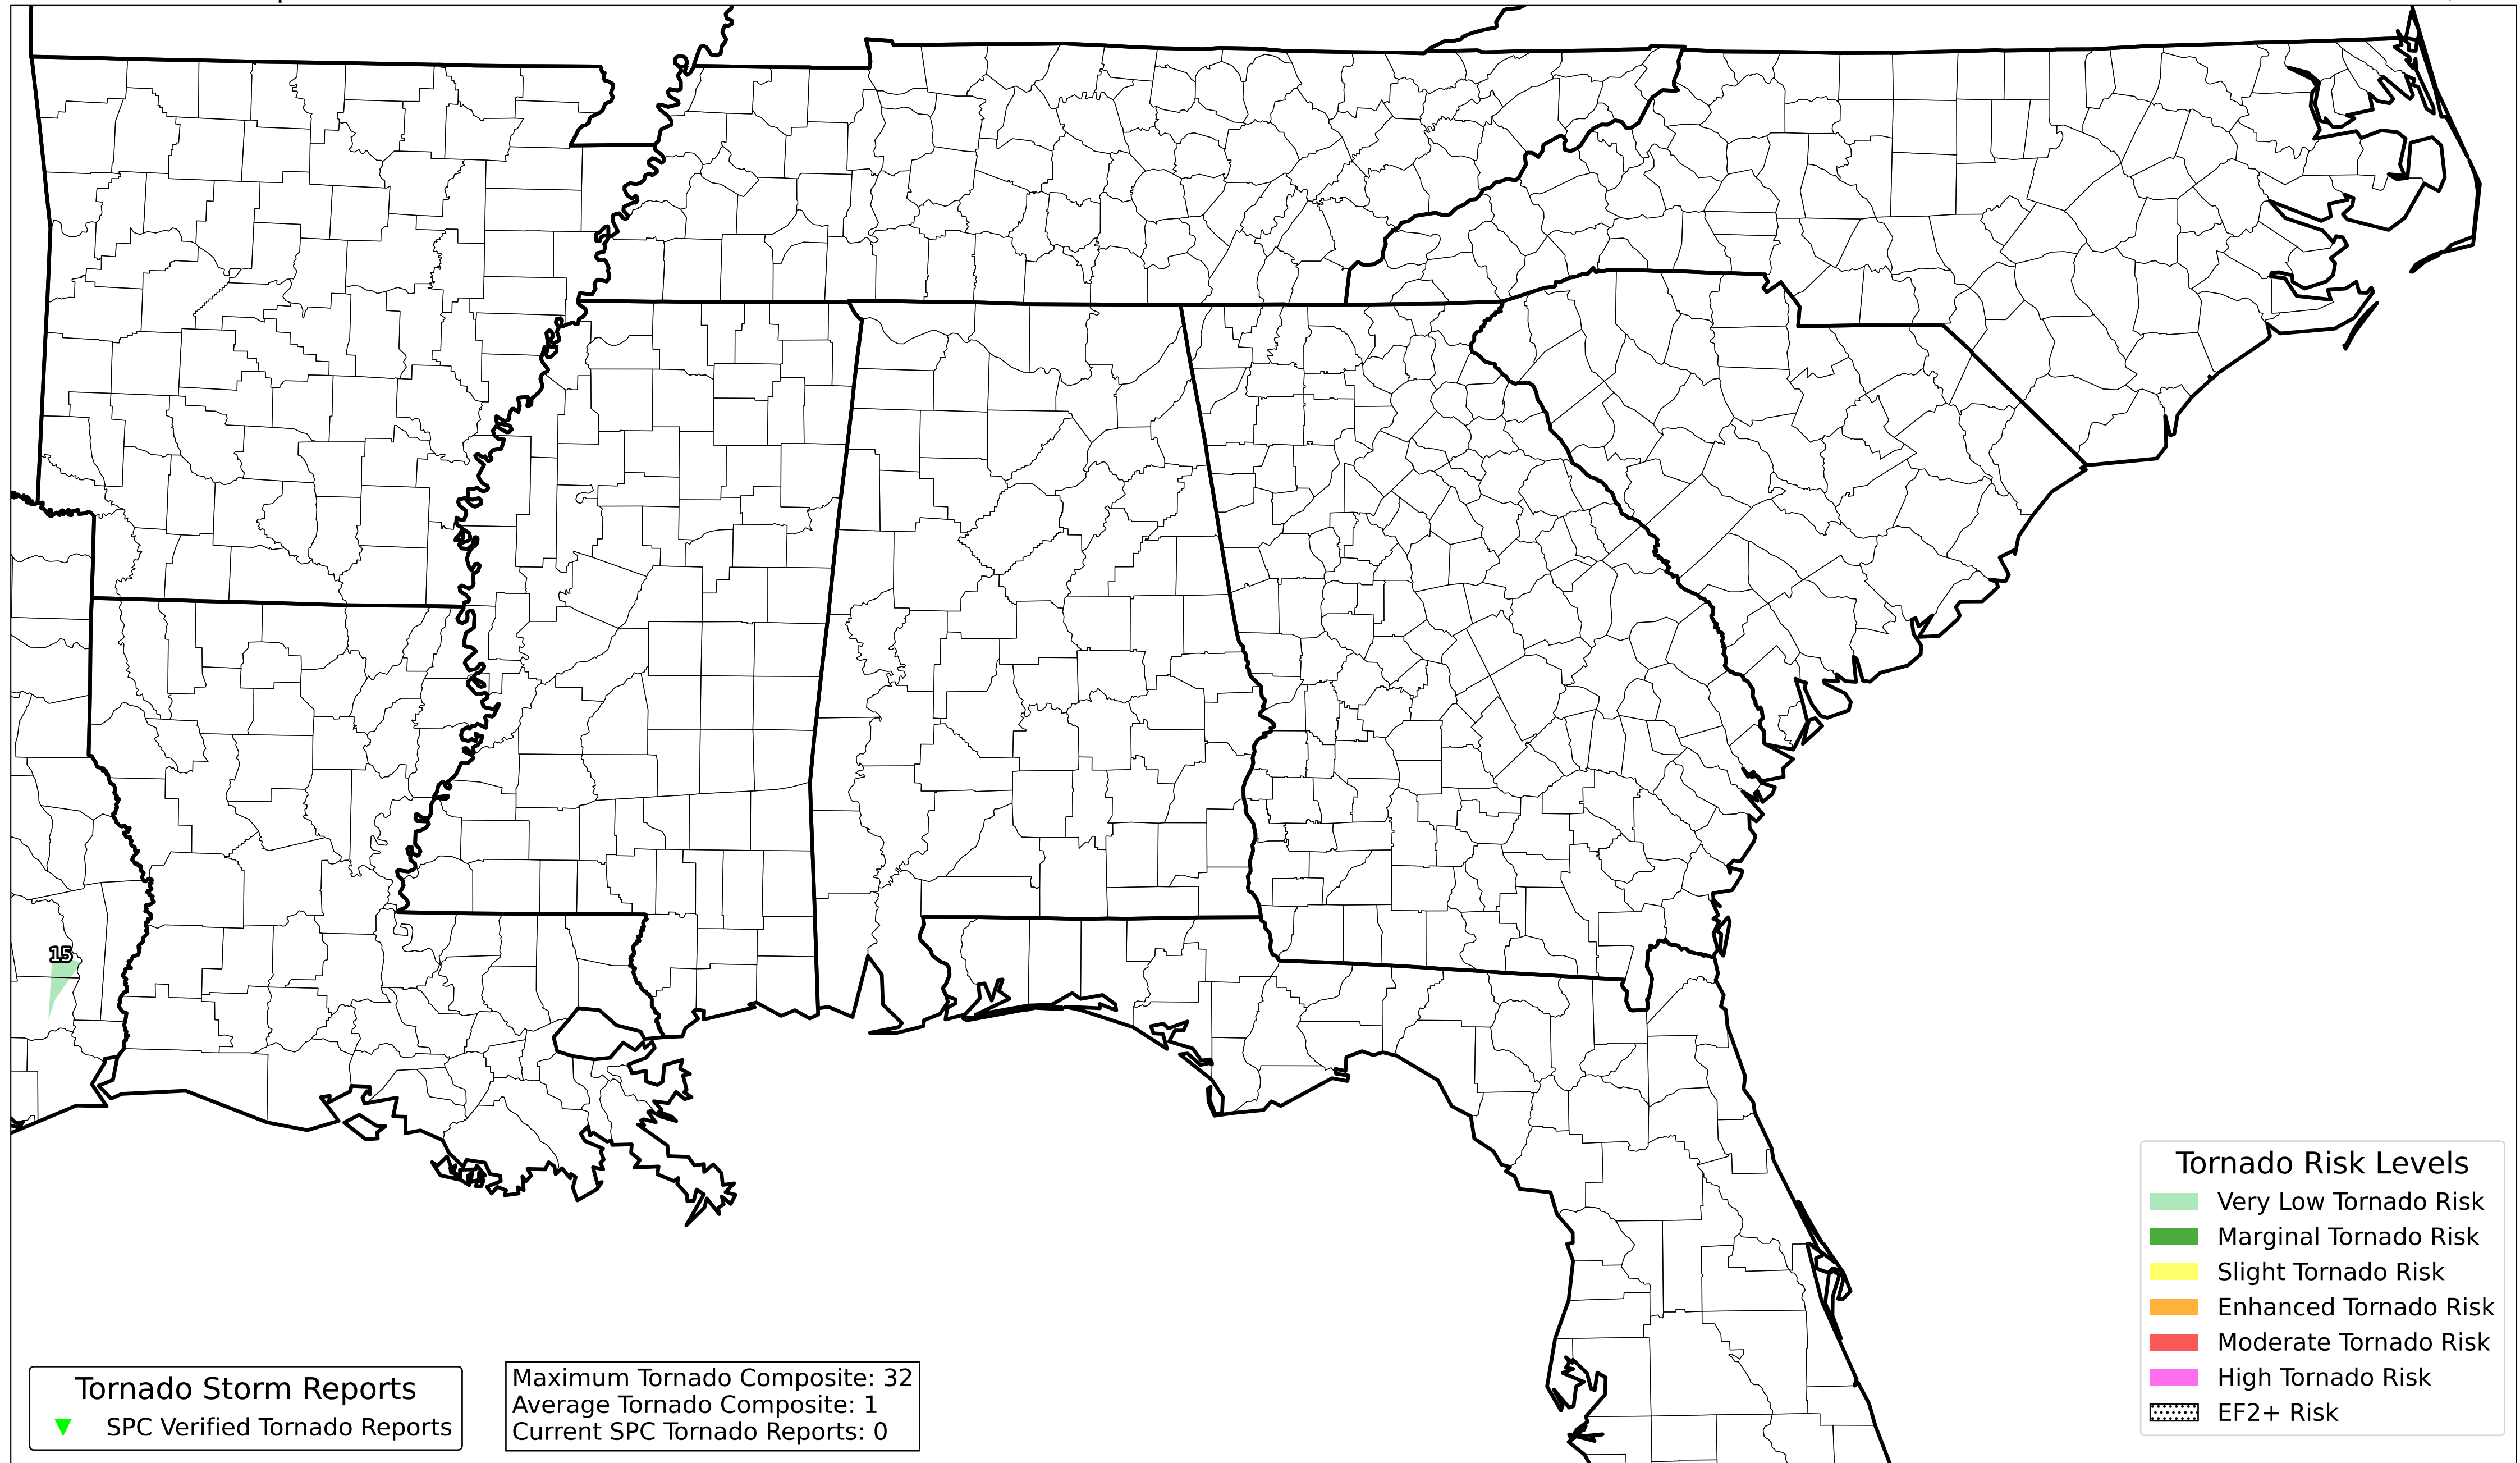 15
Tornado Risk Levels
Very Low Tornado Risk
Marginal Tornado Risk
Slight Tornado Risk
Enhanced Tornado Risk
Moderate Tornado Risk
High Tornado Risk
EF2+ Risk
Tornado Storm Reports
SPC Verified Tornado Reports
Maximum Tornado Composite: 32
Average Tornado Composite: 1
Current SPC Tornado Reports: 0